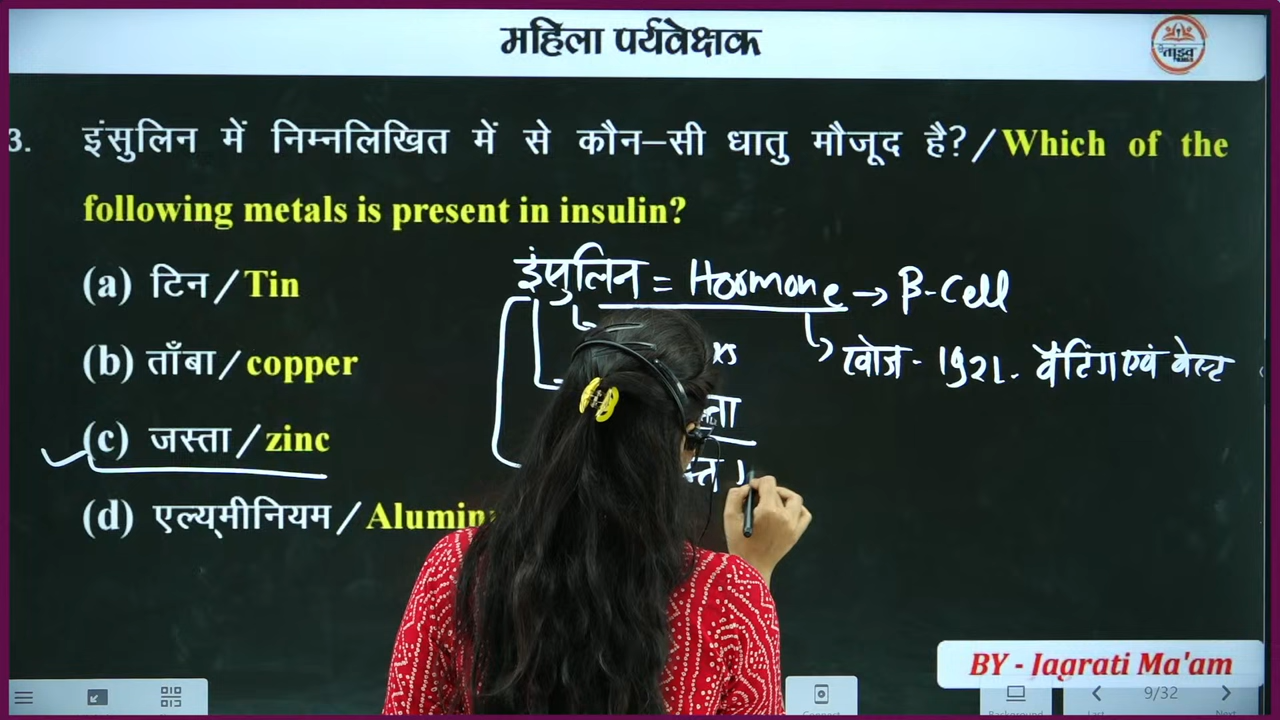 महिला पर्यवेक्षक
3. इंसुलिन में निम्नलिखित में से कौन–सी धातु मौजूद है?/Which of the
following metals is present in insulin?
(a) टिन/Tin
(b) ताँबा/copper
(c) जस्ता/zinc
(d) एल्यूमीनियम/Alumin
इंसुलिन = Hormone → β-Cell
खोज - 1921 - बैंटिंग एवं वेस्ट
BY - Jagrati Ma'am
9/32